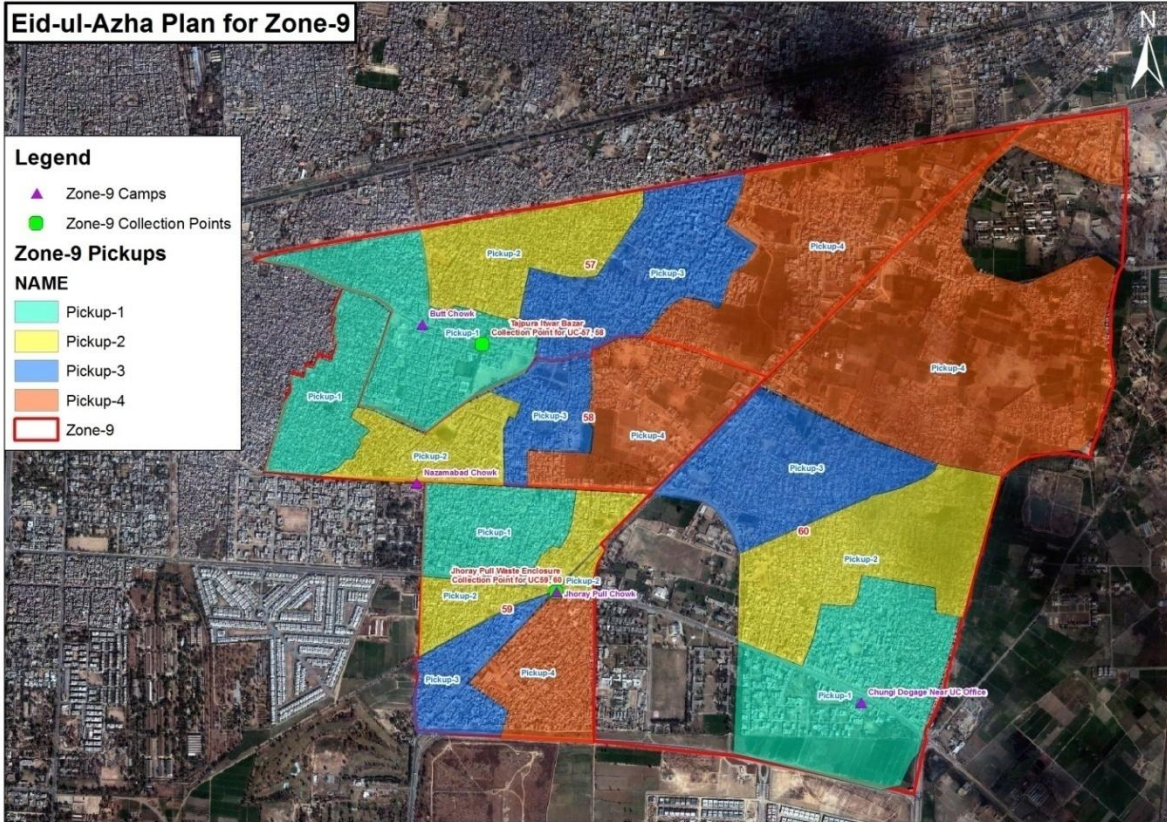 Eid-ul-Azha Plan for Zone-9
N
Legend
Zone-9 Camps
Zone-9 Collection Points
Zone-9 Pickups
NAME
Pickup-1
Pickup-2
Pickup-3
Pickup-4
Zone-9
Pickup-4
Pickup-2
57
Pickup-3
Butt Chowk
Tajpura Itwar Bazar
Pickup-1
Collection Point for UC-57, 58
Pickup-1
Pickup-4
Pickup-3
58
Pickup-4
Pickup-2
Nazamabad Chowk
Pickup-3
Pickup-1
60
Pickup-2
Jhoray Pull Waste Enclosure
Collection Point for UC59, 60
Pickup-2
Pickup-2
Jhoray Pull Chowk
59
Pickup-3
Pickup-4
Pickup-1
Chungi Dogage Near UC Office